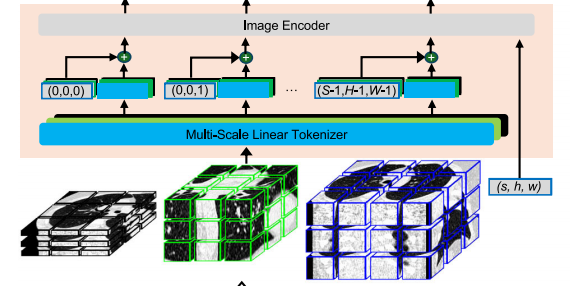 Image Encoder
(0,0,0)
(0,0,1)
...
(S-1,H-1,W-1)
Multi-Scale Linear Tokenizer
(s, h, w)